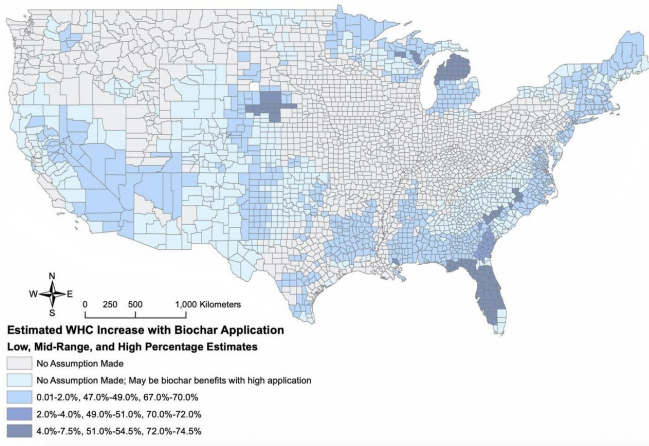 N
W E
S
0 250 500 1,000 Kilometers
Estimated WHC Increase with Biochar Application
Low, Mid-Range, and High Percentage Estimates
No Assumption Made
No Assumption Made; May be biochar benefits with high application
0.01-2.0%, 47.0%-49.0%, 67.0%-70.0%
2.0%-4.0%, 49.0%-51.0%, 70.0%-72.0%
4.0%-7.5%, 51.0%-54.5%, 72.0%-74.5%